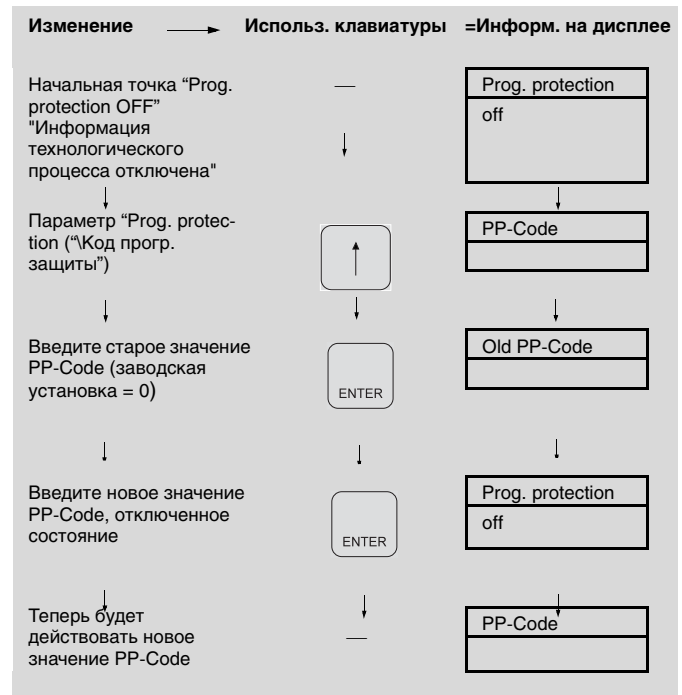 Изменение Использ. клавиатуры =Информ. на дисплее
Начальная точка “Prog.
protection OFF”
"Информация
технологического
процесса отключена"
—
Prog. protection
off
Параметр “Prog. protec-
tion (“\Код прогр.
защиты”)
PP-Code
Введите старое значение
PP-Code (заводская
установка = 0)
ENTER
Old PP-Code
Введите новое значение
PP-Code, отключенное
состояние
ENTER
Prog. protection
off
Теперь будет
действовать новое
значение PP-Code
—
PP-Code